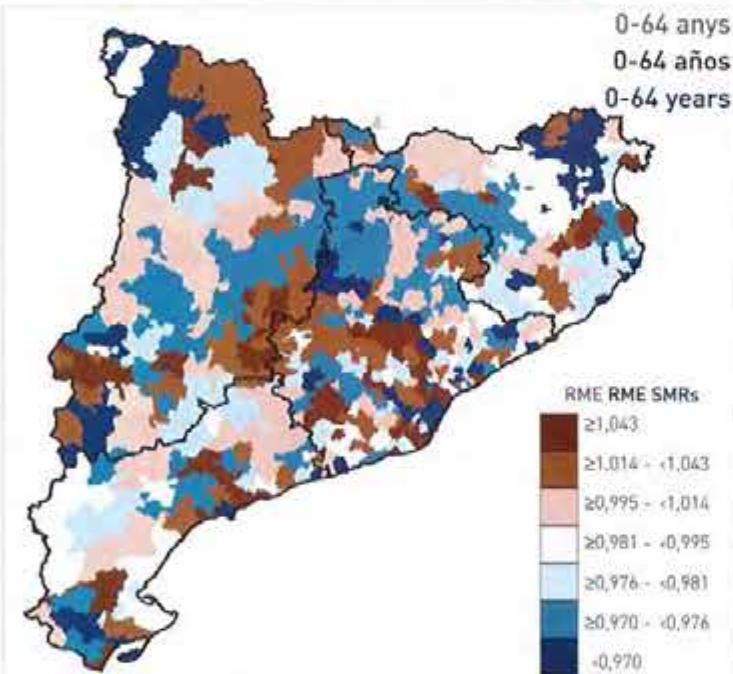 0-64 anys
0-64 años
0-64 years
RME RME SMRs
≥1,043
≥1,014 - <1,043
≥0,995 - <1,014
≥0,981 - <0,995
≥0,976 - <0,981
≥0,970 - <0,976
<0,970